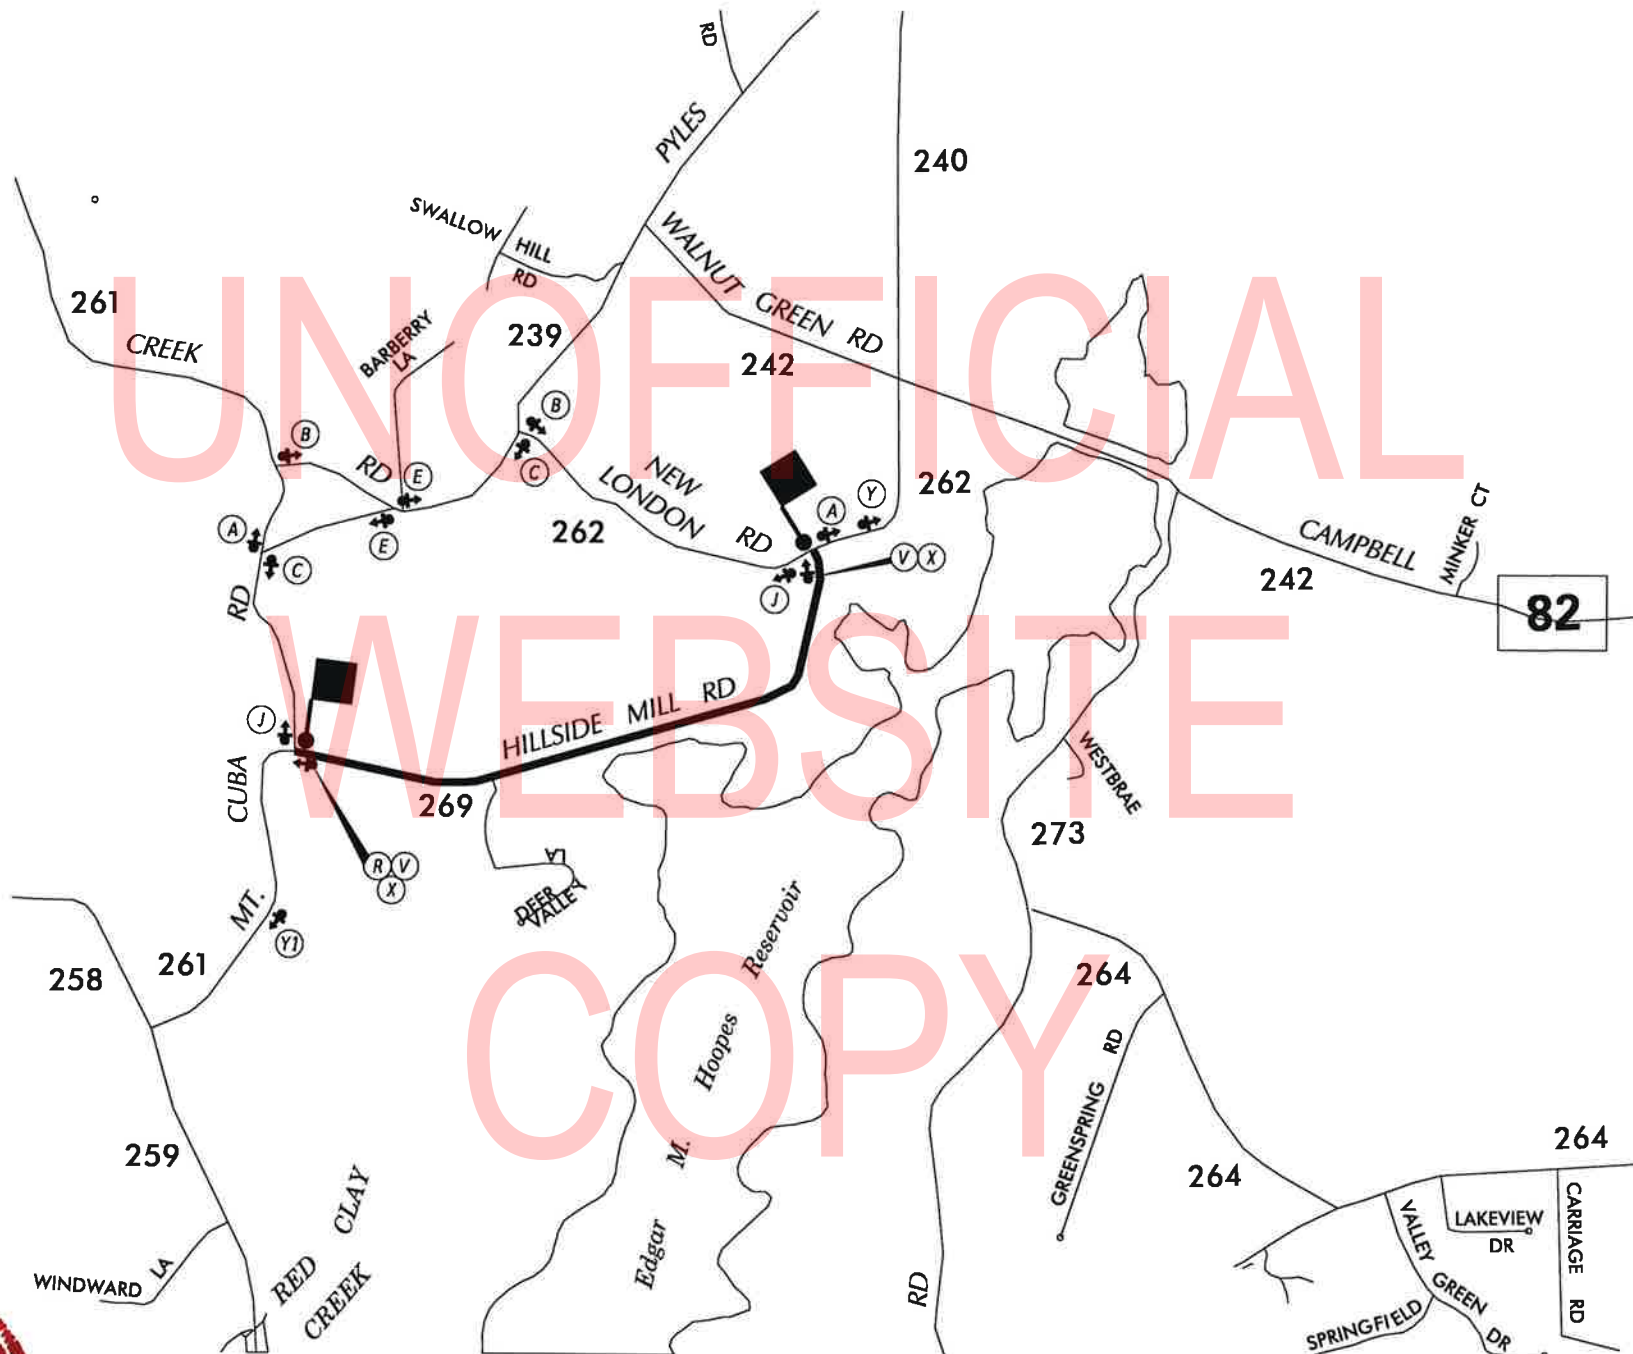 RD
PYLES
240
SWALLOW HILL RD
WALNUT GREEN RD
261
CREEK
BARBERRY LA
239
242
B
B
RD
E
C
NEW LONDON RD
262
A
Y
262
CAMPBELL
MINKER CT
242
82
A
E
C
J
V X
RD
J
HILLSIDE MILL RD
CUBA
269
WESTBRAE
273
R V
X
DEER VALLEY LA
MT.
Y1
261
258
Edgar M. Hoopes Reservoir
264
GREENSPRING RD
259
264
264
RED CLAY CREEK
WINDWARD LA
RD
VALLEY GREEN DR
LAKEVIEW DR
CARRIAGE RD
SPRINGFIELD
UNOFFICIAL
WEBSITE
COPY